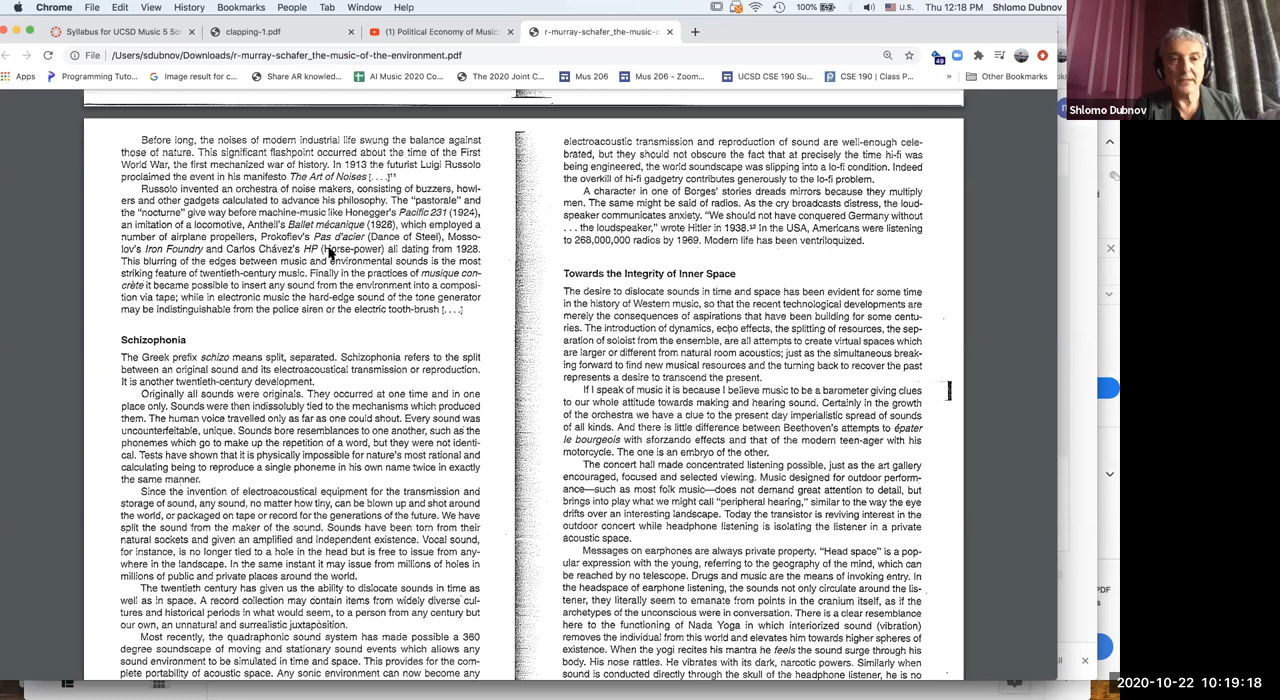 Chrome File Edit View History Bookmarks People Tab Window Help 100% U.S. Thu 12:18 PM Shlomo Dubnov
Syllabus for UCSD Music 5 So
clapping-1.pdf
(1) Political Economy of Music:
r-murray-schafer_the-music-o
File /Users/sdubnov/Downloads/r-murray-schafer_the-music-of-the-environment.pdf
49
Apps Programming Tuto... Image result for c... Share AR knowled... AI Music 2020 Co... The 2020 Joint C... Mus 206 Mus 206 - Zoom... UCSD CSE 190 Su... CSE 190 | Class P... » Other Bookmarks
Shlomo Dubnov
Before long, the noises of modern industrial life swung the balance against
those of nature. This significant flashpoint occurred about the time of the First
World War, the first mechanized war of history. In 1913 the futurist Luigi Russolo
proclaimed the event in his manifesto The Art of Noises [. . . .]¹¹
Russolo invented an orchestra of noise makers, consisting of buzzers, howl-
ers and other gadgets calculated to advance his philosophy. The “pastorale” and
the “nocturne” give way before machine-music like Honegger's Pacific 231 (1924),
an imitation of a locomotive, Antheil's Ballet mécanique (1926), which employed a
number of airplane propellers, Prokofiev's Pas d'acier (Dance of Steel), Mosso-
lov's Iron Foundry and Carlos Chávez's HP (Horse-power) all dating from 1928.
This blurring of the edges between music and environmental sounds is the most
striking feature of twentieth-century music. Finally in the practices of musique con-
crète it became possible to insert any sound from the environment into a composi-
tion via tape; while in electronic music the hard-edge sound of the tone generator
may be indistinguishable from the police siren or the electric tooth-brush [. . . .]
Schizophonia
The Greek prefix schizo means split, separated. Schizophonia refers to the split
between an original sound and its electroacoustical transmission or reproduction.
It is another twentieth-century development.
Originally all sounds were originals. They occurred at one time and in one
place only. Sounds were then indissolubly tied to the mechanisms which produced
them. The human voice travelled only as far as one could shout. Every sound was
uncounterfeitable, unique. Sounds bore resemblances to one another, such as the
phonemes which go to make up the repetition of a word, but they were not identi-
cal. Tests have shown that it is physically impossible for nature's most rational and
calculating being to reproduce a single phoneme in his own name twice in exactly
the same manner.
Since the invention of electroacoustical equipment for the transmission and
storage of sound, any sound, no matter how tiny, can be blown up and shot around
the world, or packaged on tape or record for the generations of the future. We have
split the sound from the maker of the sound. Sounds have been torn from their
natural sockets and given an amplified and independent existence. Vocal sound,
for instance, is no longer tied to a hole in the head but is free to issue from any-
where in the landscape. In the same instant it may issue from millions of holes in
millions of public and private places around the world.
The twentieth century has given us the ability to dislocate sounds in time as
well as in space. A record collection may contain items from widely diverse cul-
tures and historical periods in what would seem, to a person from any century but
our own, an unnatural and surrealistic juxtaposition.
Most recently, the quadraphonic sound system has made possible a 360
degree soundscape of moving and stationary sound events which allows any
sound environment to be simulated in time and space. This provides for the com-
plete portability of acoustic space. Any sonic environment can now become any
electroacoustic transmission and reproduction of sound are well-enough cele-
brated, but they should not obscure the fact that at precisely the time hi-fi was
being engineered, the world soundscape was slipping into a lo-fi condition. Indeed
the overkill of hi-fi gadgetry contributes generously to the lo-fi problem.
A character in one of Borges' stories dreads mirrors because they multiply
men. The same might be said of radios. As the cry broadcasts distress, the loud-
speaker communicates anxiety. “We should not have conquered Germany without
. . . the loudspeaker,” wrote Hitler in 1938.¹² In the USA, Americans were listening
to 268,000,000 radios by 1969. Modern life has been ventriloquized.
Towards the Integrity of Inner Space
The desire to dislocate sounds in time and space has been evident for some time
in the history of Western music, so that the recent technological developments are
merely the consequences of aspirations that have been building for some centu-
ries. The introduction of dynamics, echo effects, the splitting of resources, the sep-
aration of soloist from the ensemble, are all attempts to create virtual spaces which
are larger or different from natural room acoustics; just as the simultaneous break-
ing forward to find new musical resources and the turning back to recover the past
represents a desire to transcend the present.
If I speak of music it is because I believe music to be a barometer giving clues
to our whole attitude towards making and hearing sound. Certainly in the growth
of the orchestra we have a clue to the present day imperialistic spread of sounds
of all kinds. And there is little difference between Beethoven's attempts to épater
le bourgeois with sforzando effects and that of the modern teen-ager with his
motorcycle. The one is an embryo of the other.
The concert hall made concentrated listening possible, just as the art gallery
encouraged, focused and selected viewing. Music designed for outdoor perform-
ance—such as most folk music—does not demand great attention to detail, but
brings into play what we might call “peripheral hearing,” similar to the way the eye
drifts over an interesting landscape. Today the transistor is reviving interest in the
outdoor concert while headphone listening is isolating the listener in a private
acoustic space.
Messages on earphones are always private property. “Head space” is a pop-
ular expression with the young, referring to the geography of the mind, which can
be reached by no telescope. Drugs and music are the means of invoking entry. In
the headspace of earphone listening, the sounds not only circulate around the lis-
tener, they literally seem to emanate from points in the cranium itself, as if the
archetypes of the unconscious were in conversation. There is a clear resemblance
here to the functioning of Nada Yoga in which interiorized sound (vibration)
removes the individual from this world and elevates him towards higher spheres of
existence. When the yogi recites his mantra he feels the sound surge through his
body. His nose rattles. He vibrates with its dark, narcotic powers. Similarly when
sound is conducted directly through the skull of the headphone listener, he is no
PDF
2020-10-22 10:19:18